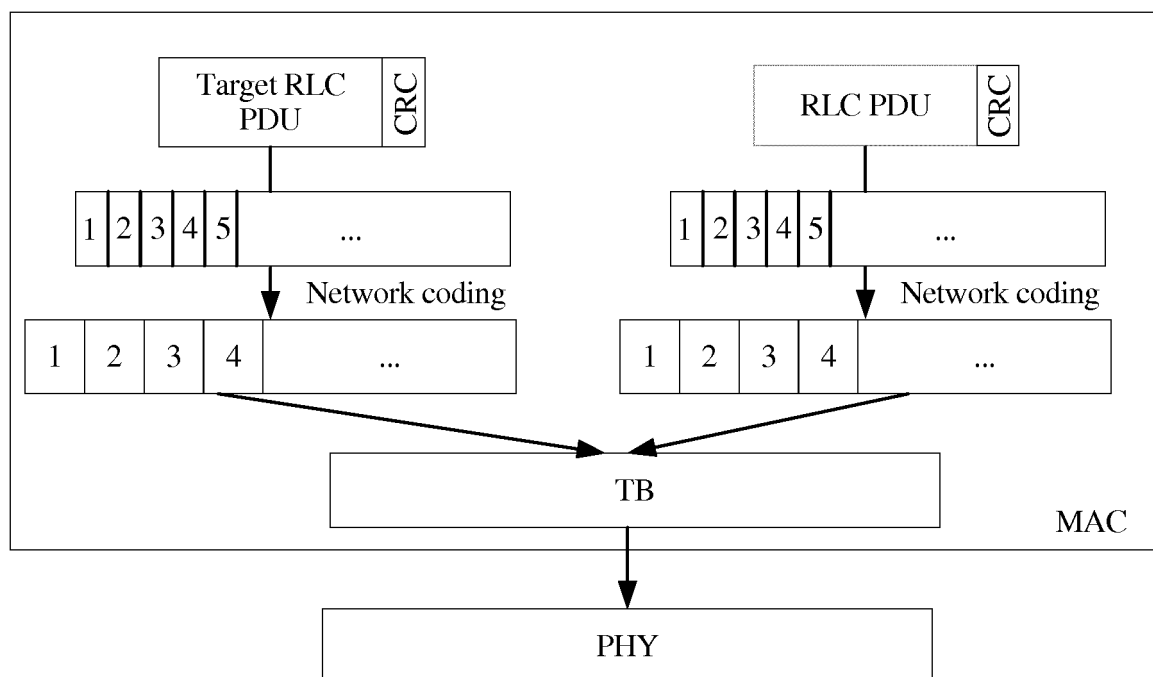 Target RLC
PDU
CRC
RLC PDU
CRC
1 2 3 4 5 ...
1 2 3 4 5 ...
Network coding
Network coding
1 2 3 4 ...
1 2 3 4 ...
TB
MAC
PHY